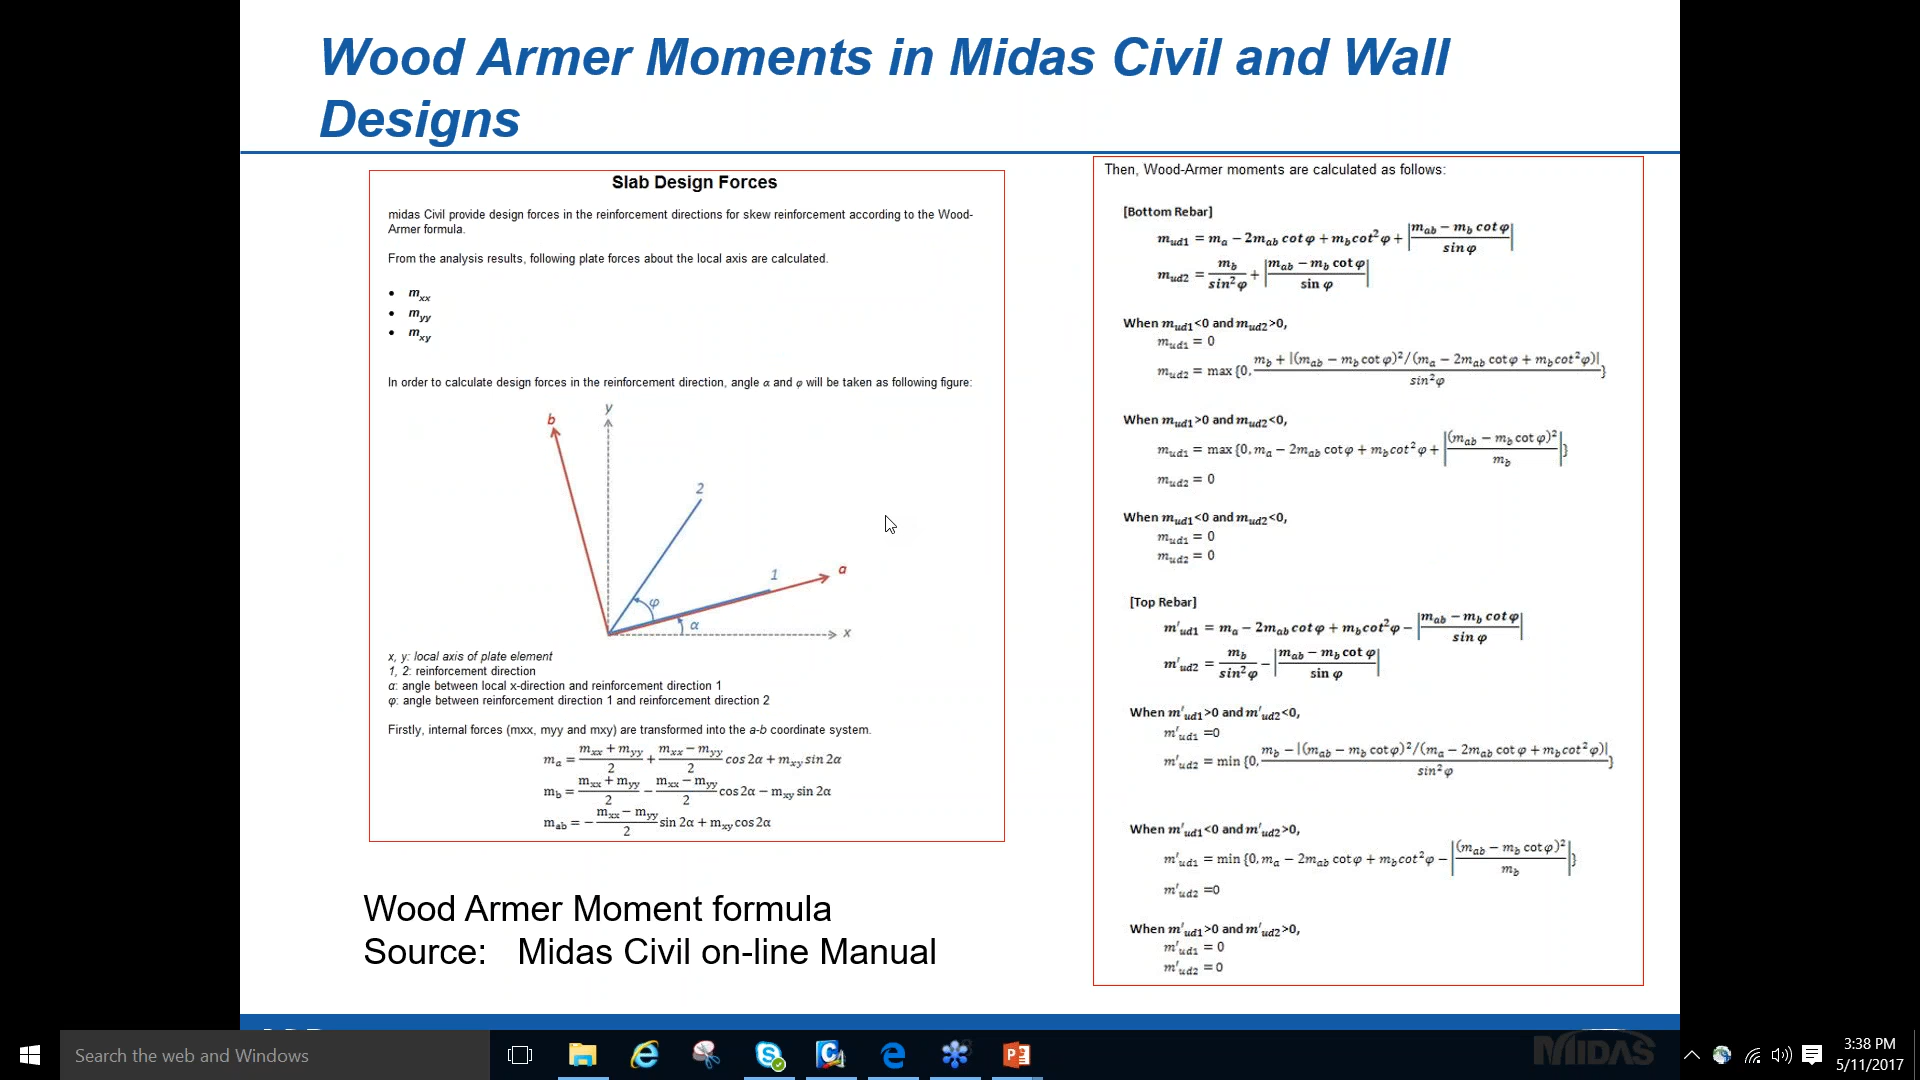 Wood Armer Moments in Midas Civil and Wall
Designs
Slab Design Forces
midas Civil provide design forces in the reinforcement directions for skew reinforcement according to the Wood-
Armer formula.
From the analysis results, following plate forces about the local axis are calculated.
• m_xx
• m_yy
• m_xy
In order to calculate design forces in the reinforcement direction, angle α and φ will be taken as following figure:
b
y
2
1
a
φ
α
x
x, y: local axis of plate element
1, 2: reinforcement direction
α: angle between local x-direction and reinforcement direction 1
φ: angle between reinforcement direction 1 and reinforcement direction 2
Firstly, internal forces (mxx, myy and mxy) are transformed into the a-b coordinate system.
m_a = (m_xx + m_yy)/2 + (m_xx − m_yy)/2 cos 2α + m_xy sin 2α
m_b = (m_xx + m_yy)/2 − (m_xx − m_yy)/2 cos 2α − m_xy sin 2α
m_ab = − (m_xx − m_yy)/2 sin 2α + m_xy cos 2α
Wood Armer Moment formula
Source: Midas Civil on-line Manual
Then, Wood-Armer moments are calculated as follows:
[Bottom Rebar]
m_ud1 = m_a − 2m_ab cot φ + m_b cot²φ + |(m_ab − m_b cot φ)/sin φ|
m_ud2 = m_b/sin²φ + |(m_ab − m_b cot φ)/sin φ|
When m_ud1<0 and m_ud2>0,
m_ud1 = 0
m_ud2 = max {0, (m_b + |(m_ab − m_b cot φ)²/(m_a − 2m_ab cot φ + m_b cot²φ)|)/sin²φ}
When m_ud1>0 and m_ud2<0,
m_ud1 = max {0, m_a − 2m_ab cot φ + m_b cot²φ + |(m_ab − m_b cot φ)²/m_b|}
m_ud2 = 0
When m_ud1<0 and m_ud2<0,
m_ud1 = 0
m_ud2 = 0
[Top Rebar]
m'_ud1 = m_a − 2m_ab cot φ + m_b cot²φ − |(m_ab − m_b cot φ)/sin φ|
m'_ud2 = m_b/sin²φ − |(m_ab − m_b cot φ)/sin φ|
When m'_ud1>0 and m'_ud2<0,
m'_ud1 =0
m'_ud2 = min {0, (m_b − |(m_ab − m_b cot φ)²/(m_a − 2m_ab cot φ + m_b cot²φ)|)/sin²φ}
When m'_ud1<0 and m'_ud2>0,
m'_ud1 = min {0, m_a − 2m_ab cot φ + m_b cot²φ − |(m_ab − m_b cot φ)²/m_b|}
m'_ud2 =0
When m'_ud1>0 and m'_ud2>0,
m'_ud1 = 0
m'_ud2 = 0
MIDAS
Search the web and Windows
3:38 PM
5/11/2017